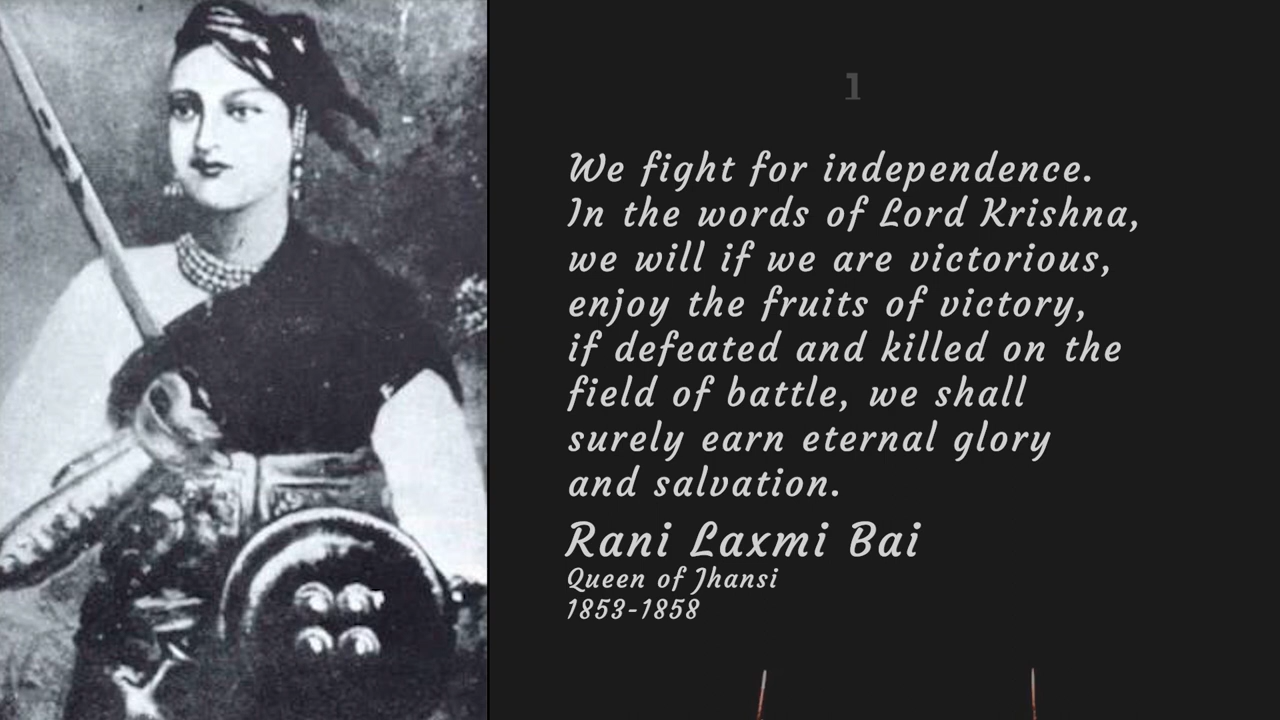 1
We fight for independence.
In the words of Lord Krishna,
we will if we are victorious,
enjoy the fruits of victory,
if defeated and killed on the
field of battle, we shall
surely earn eternal glory
and salvation.
Rani Laxmi Bai
Queen of Jhansi
1853-1858